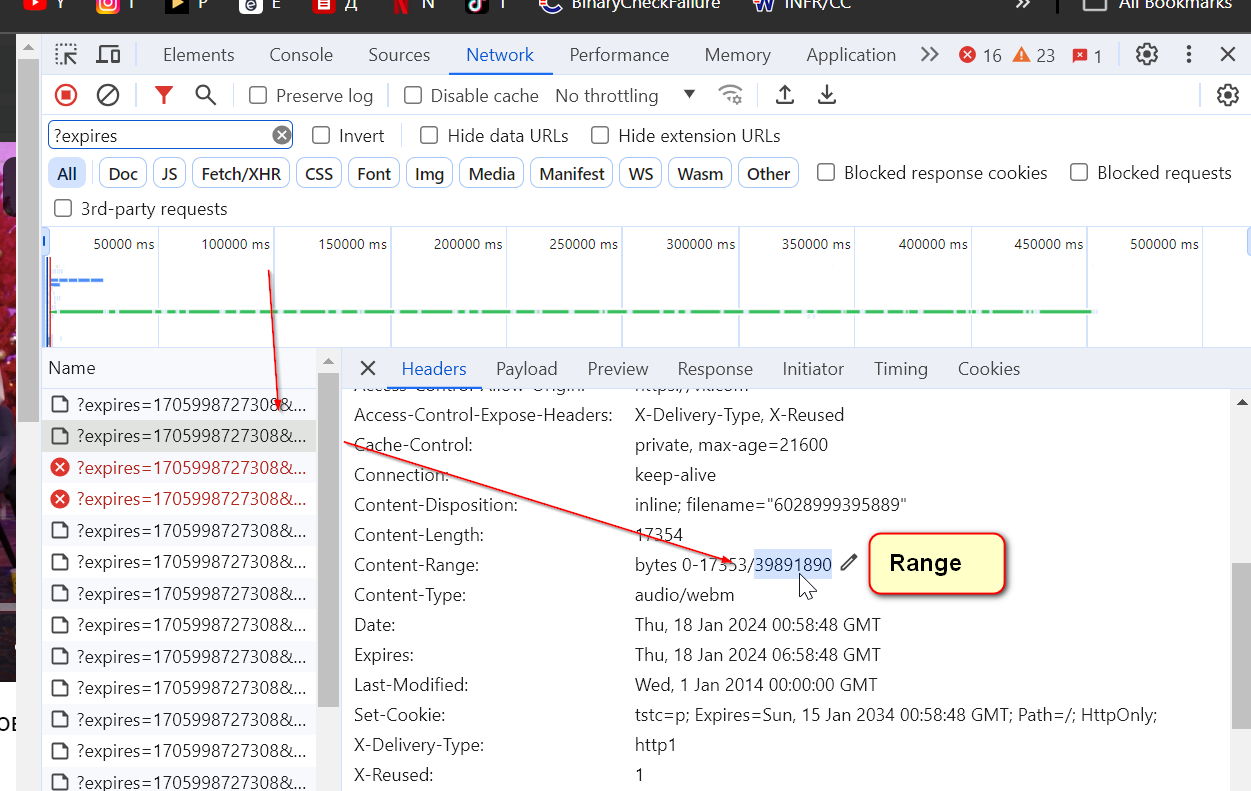 Y T P E Д N T BinaryCheckFailure INFR/CC » All Bookmarks
Elements Console Sources Network Performance Memory Application » 16 23 1
Preserve log Disable cache No throttling
?expires Invert Hide data URLs Hide extension URLs
All Doc JS Fetch/XHR CSS Font Img Media Manifest WS Wasm Other Blocked response cookies Blocked requests
3rd-party requests
50000 ms 100000 ms 150000 ms 200000 ms 250000 ms 300000 ms 350000 ms 400000 ms 450000 ms 500000 ms
Name
?expires=1705998727308&...
?expires=1705998727308&...
?expires=1705998727308&...
?expires=1705998727308&...
?expires=1705998727308&...
?expires=1705998727308&...
?expires=1705998727308&...
?expires=1705998727308&...
?expires=1705998727308&...
?expires=1705998727308&...
?expires=1705998727308&...
?expires=1705998727308&...
?expires=1705998727308&...
Headers Payload Preview Response Initiator Timing Cookies
Access-Control-Expose-Headers: X-Delivery-Type, X-Reused
Cache-Control: private, max-age=21600
Connection: keep-alive
Content-Disposition: inline; filename="6028999395889"
Content-Length: 17354
Content-Range: bytes 0-17353/39891890
Range
Content-Type: audio/webm
Date: Thu, 18 Jan 2024 00:58:48 GMT
Expires: Thu, 18 Jan 2024 06:58:48 GMT
Last-Modified: Wed, 1 Jan 2014 00:00:00 GMT
Set-Cookie: tstc=p; Expires=Sun, 15 Jan 2034 00:58:48 GMT; Path=/; HttpOnly;
X-Delivery-Type: http1
X-Reused: 1